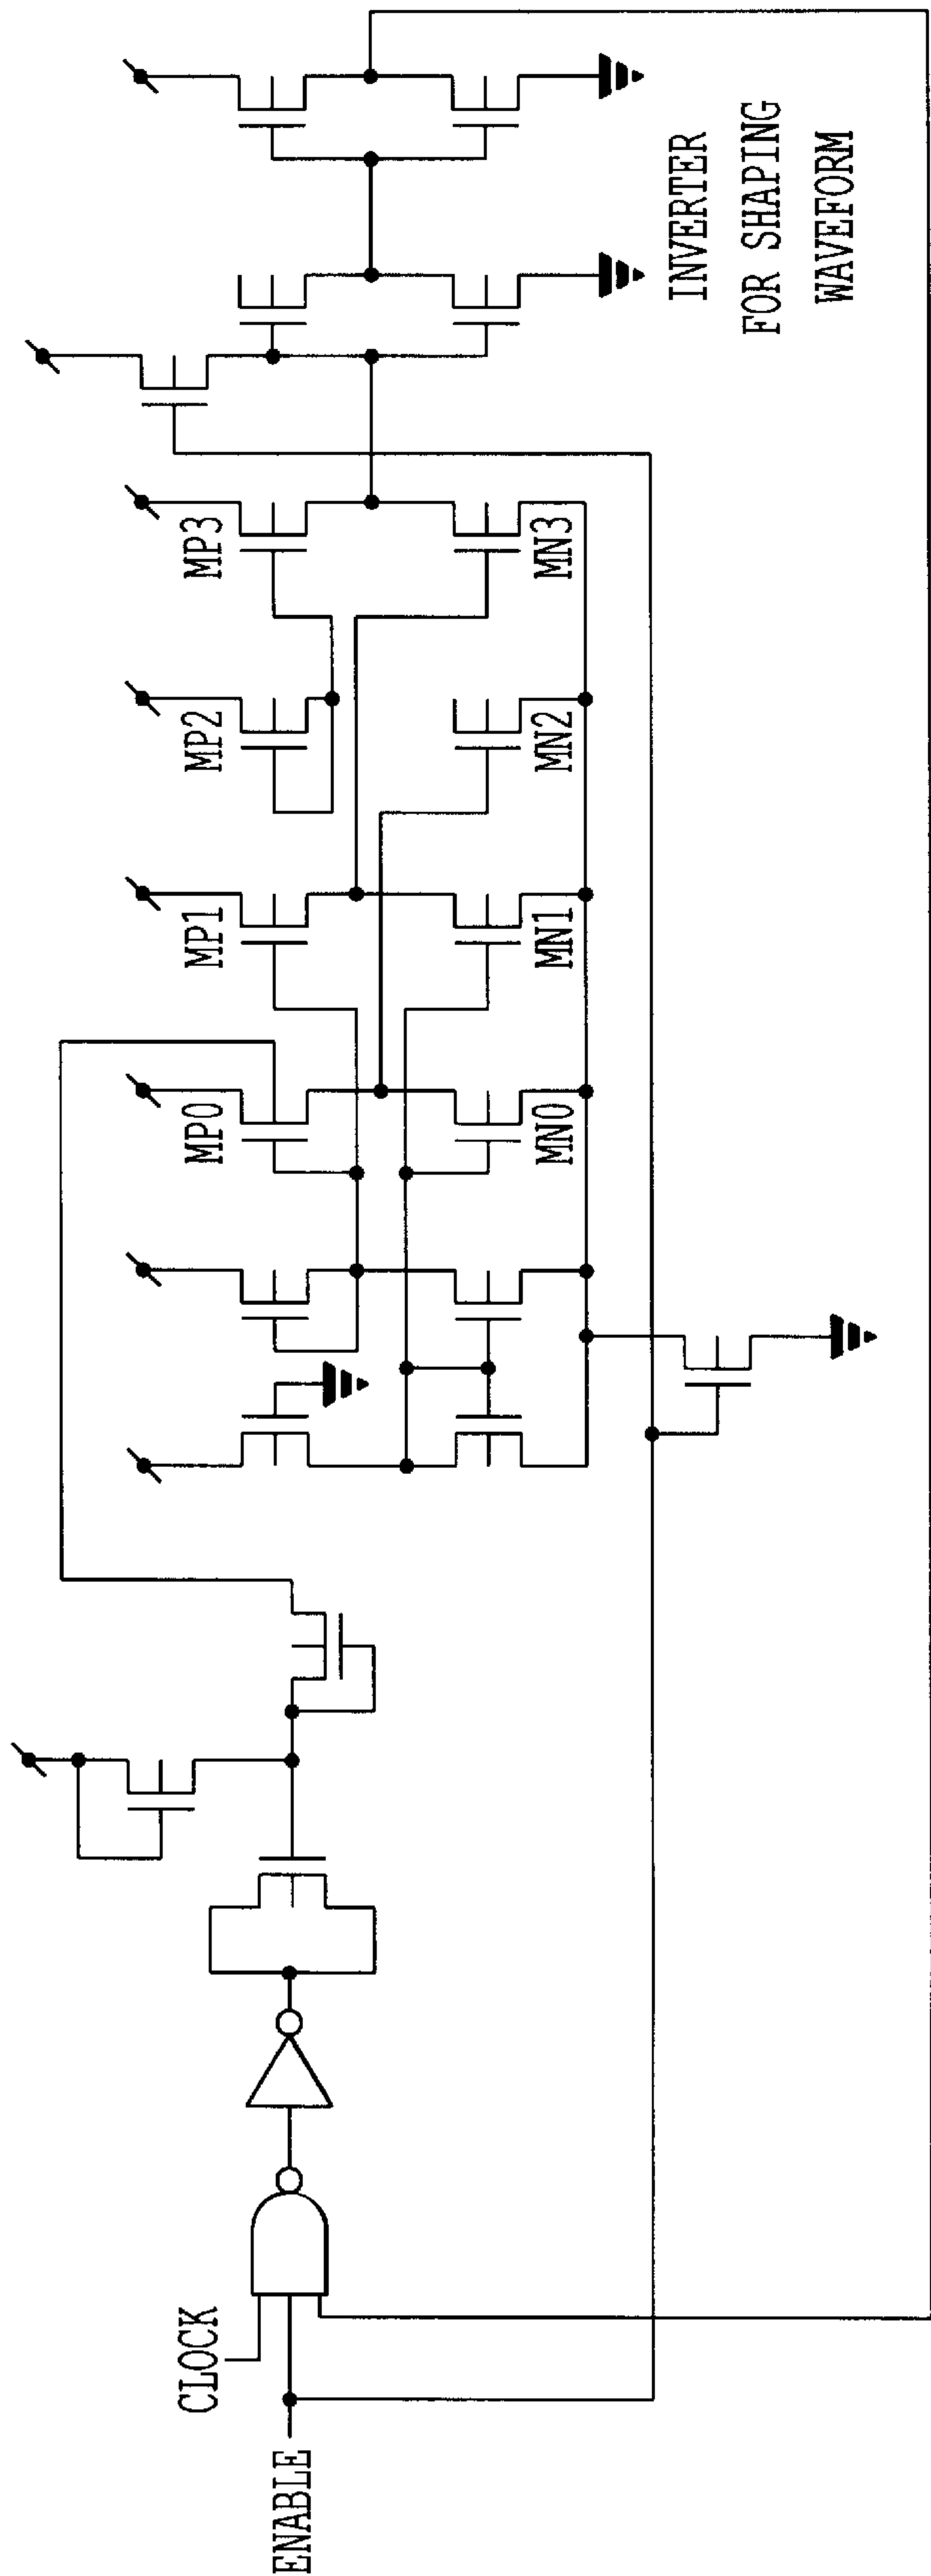 CLOCK
ENABLE
MP0
MP1
MP2
MP3
MN0
MN1
MN2
MN3
INVERTER
FOR SHAPING
WAVEFORM